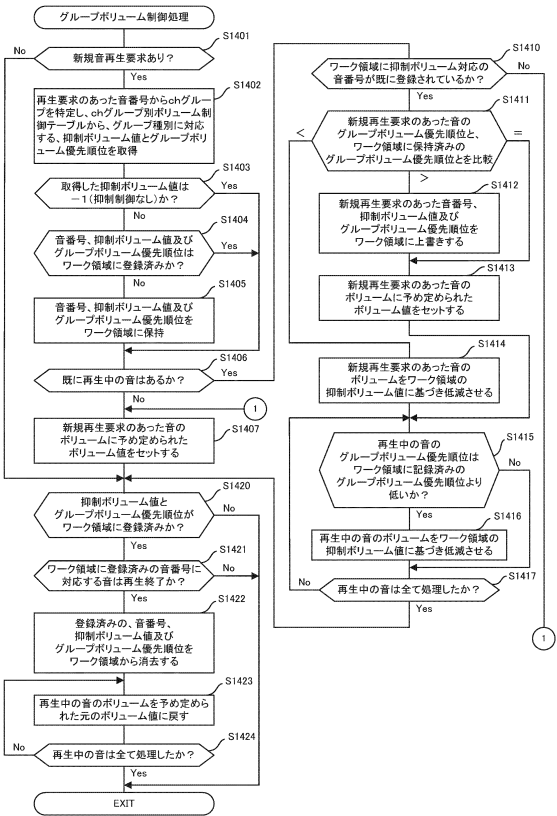 グループボリューム制御処理
S1401
新規音再生要求あり？
No
Yes
S1402
再生要求のあった音番号からchグルー
プを特定し、chグループ別ボリューム制
御テーブルから、グループ種別に対応
する、抑制ボリューム値とグループボリ
ューム優先順位を取得
S1403
取得した抑制ボリューム値は
－1（抑制制御なし）か？
Yes
No
S1404
音番号、抑制ボリューム値及び
グループボリューム優先順位は
ワーク領域に登録済みか？
Yes
No
S1405
音番号、抑制ボリューム値及び
グループボリューム優先順位を
ワーク領域に保持
S1406
既に再生中の音はあるか？
Yes
No
1
S1407
新規再生要求のあった音の
ボリュームに予め定められた
ボリューム値をセットする
S1420
抑制ボリューム値と
グループボリューム優先順位が
ワーク領域に登録済みか？
No
Yes
S1421
ワーク領域に登録済みの音番号に
対応する音は再生終了か？
No
Yes
S1422
登録済みの、音番号、
抑制ボリューム値及び
グループボリューム優先順位を
ワーク領域から消去する
S1423
再生中の音のボリュームを予め定めら
れた元のボリューム値に戻す
S1424
再生中の音は全て処理したか？
No
Yes
EXIT
S1410
ワーク領域に抑制ボリューム対応の
音番号が既に登録されているか？
No
Yes
S1411
新規再生要求のあった音の
グループボリューム優先順位と、
ワーク領域に保持済みの
グループボリューム優先順位とを比較
＜
＝
＞
S1412
新規再生要求のあった音番号、
抑制ボリューム値及び
グループボリューム優先順位を
ワーク領域に上書きする
S1413
新規再生要求のあった音の
ボリュームに予め定められた
ボリューム値をセットする
S1414
新規再生要求のあった音の
ボリュームをワーク領域の
抑制ボリューム値に基づき低減させる
S1415
再生中の音の
グループボリューム優先順位は
ワーク領域に記録済みの
グループボリューム優先順位より
低いか？
No
Yes
S1416
再生中の音のボリュームをワーク領域の
抑制ボリューム値に基づき低減させる
S1417
再生中の音は全て処理したか？
No
Yes
1